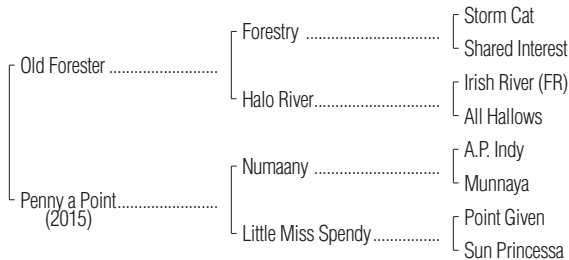 Storm Cat
Forestry ..................................
Shared Interest
Old Forester .............................
Irish River (FR)
Halo River................................
All Hallows
A.P. Indy
Numaany ................................
Munnaya
Penny a Point...........................
(2015)
Point Given
Little Miss Spendy.................
Sun Princessa